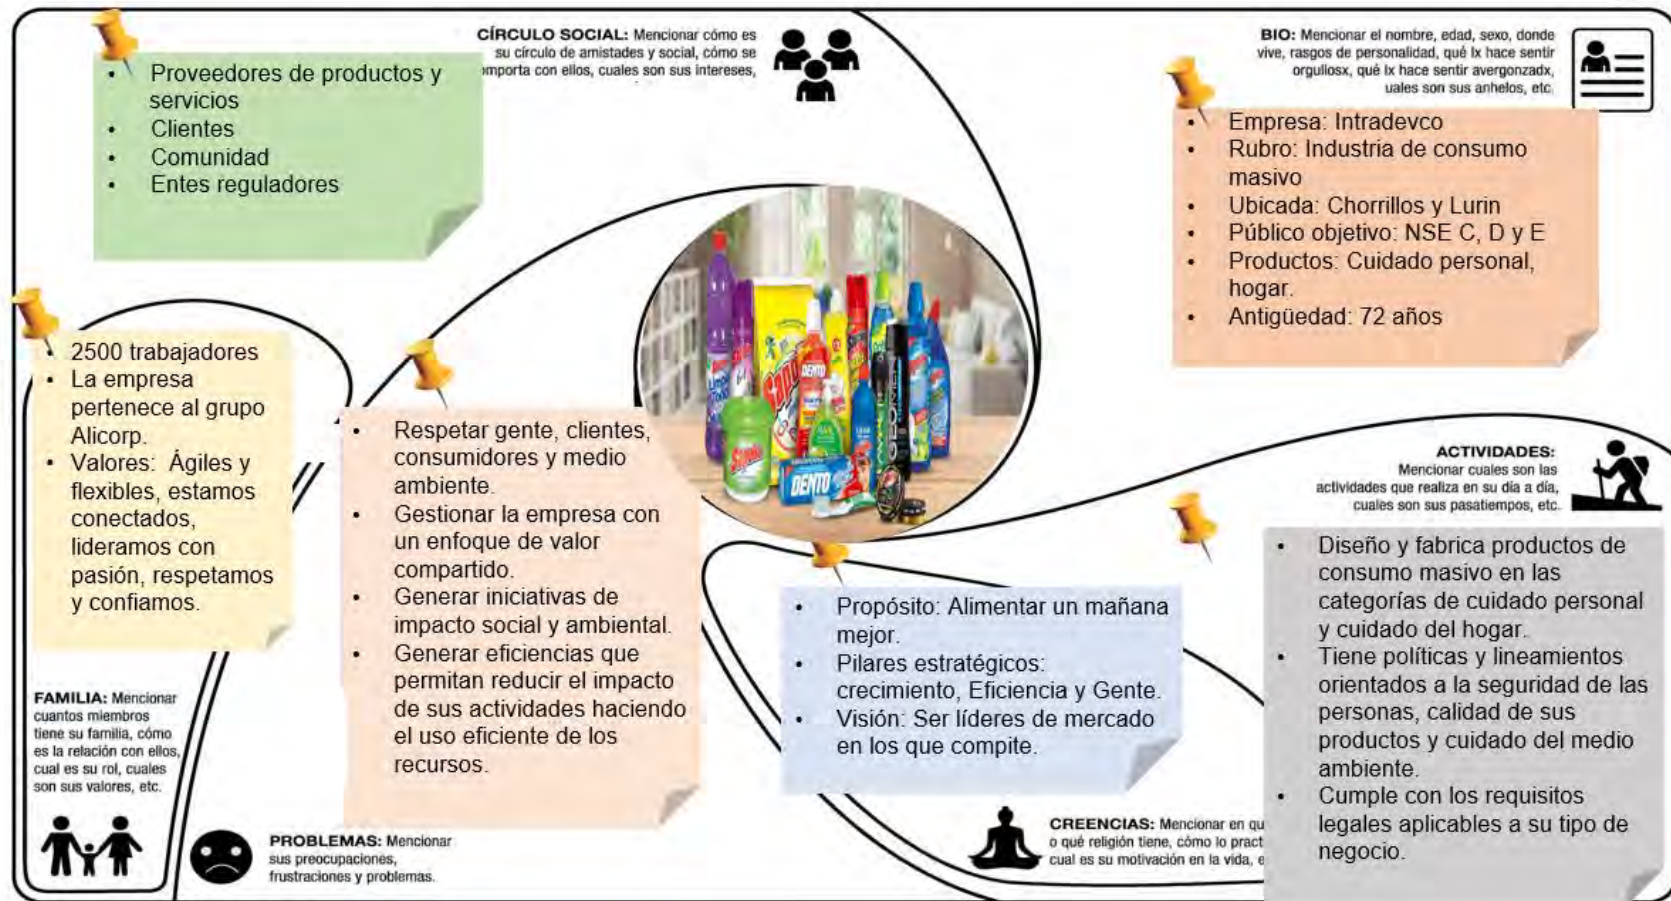 CÍRCULO SOCIAL: Mencionar cómo es
su círculo de amistades y social, cómo se
mporta con ellos, cuales son sus intereses,
• Proveedores de productos y
servicios
• Clientes
• Comunidad
• Entes reguladores
BIO: Mencionar el nombre, edad, sexo, donde
vive, rasgos de personalidad, qué lx hace sentir
orgullosx, qué lx hace sentir avergonzadx,
uales son sus anhelos, etc.
• Empresa: Intradevco
• Rubro: Industria de consumo
masivo
• Ubicada: Chorrillos y Lurin
• Público objetivo: NSE C, D y E
• Productos: Cuidado personal,
hogar.
• Antigüedad: 72 años
• 2500 trabajadores
• La empresa
pertenece al grupo
Alicorp.
• Valores: Ágiles y
flexibles, estamos
conectados,
lideramos con
pasión, respetamos
y confiamos.
FAMILIA: Mencionar
cuantos miembros
tiene su familia, cómo
es la relación con ellos,
cual es su rol, cuales
son sus valores, etc.
• Respetar gente, clientes,
consumidores y medio
ambiente.
• Gestionar la empresa con
un enfoque de valor
compartido.
• Generar iniciativas de
impacto social y ambiental.
• Generar eficiencias que
permitan reducir el impacto
de sus actividades haciendo
el uso eficiente de los
recursos.
PROBLEMAS: Mencionar
sus preocupaciones,
frustraciones y problemas.
Sapolio
DENTO
DENTO
GEOMEN
• Propósito: Alimentar un mañana
mejor.
• Pilares estratégicos:
crecimiento, Eficiencia y Gente.
• Visión: Ser líderes de mercado
en los que compite.
CREENCIAS: Mencionar en qu
o qué religión tiene, cómo lo pract
cual es su motivación en la vida, e
ACTIVIDADES:
Mencionar cuales son las
actividades que realiza en su día a día,
cuales son sus pasatiempos, etc.
• Diseño y fabrica productos de
consumo masivo en las
categorías de cuidado personal
y cuidado del hogar.
• Tiene políticas y lineamientos
orientados a la seguridad de las
personas, calidad de sus
productos y cuidado del medio
ambiente.
• Cumple con los requisitos
legales aplicables a su tipo de
negocio.